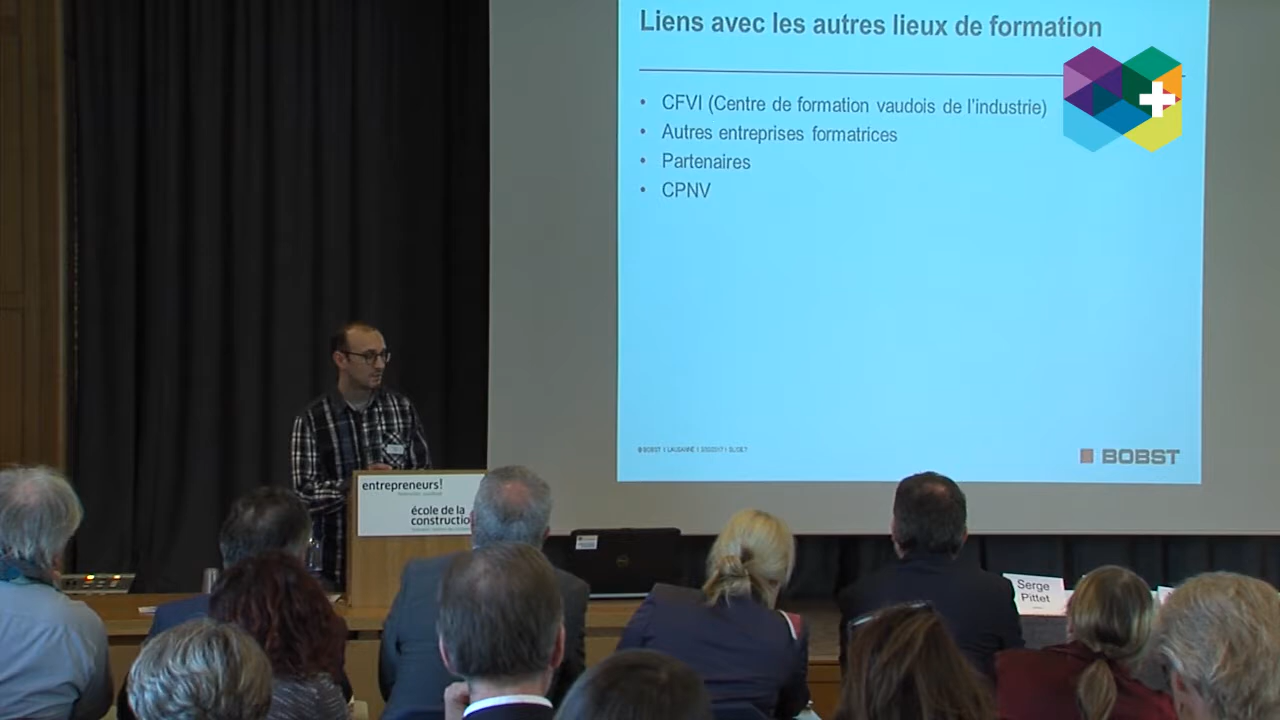 Liens avec les autres lieux de formation
• CFVI (Centre de formation vaudois de l'industrie)
• Autres entreprises formatrices
• Partenaires
• CPNV
BOBST
entrepreneurs!
école de la
constructio
Serge
Pittet